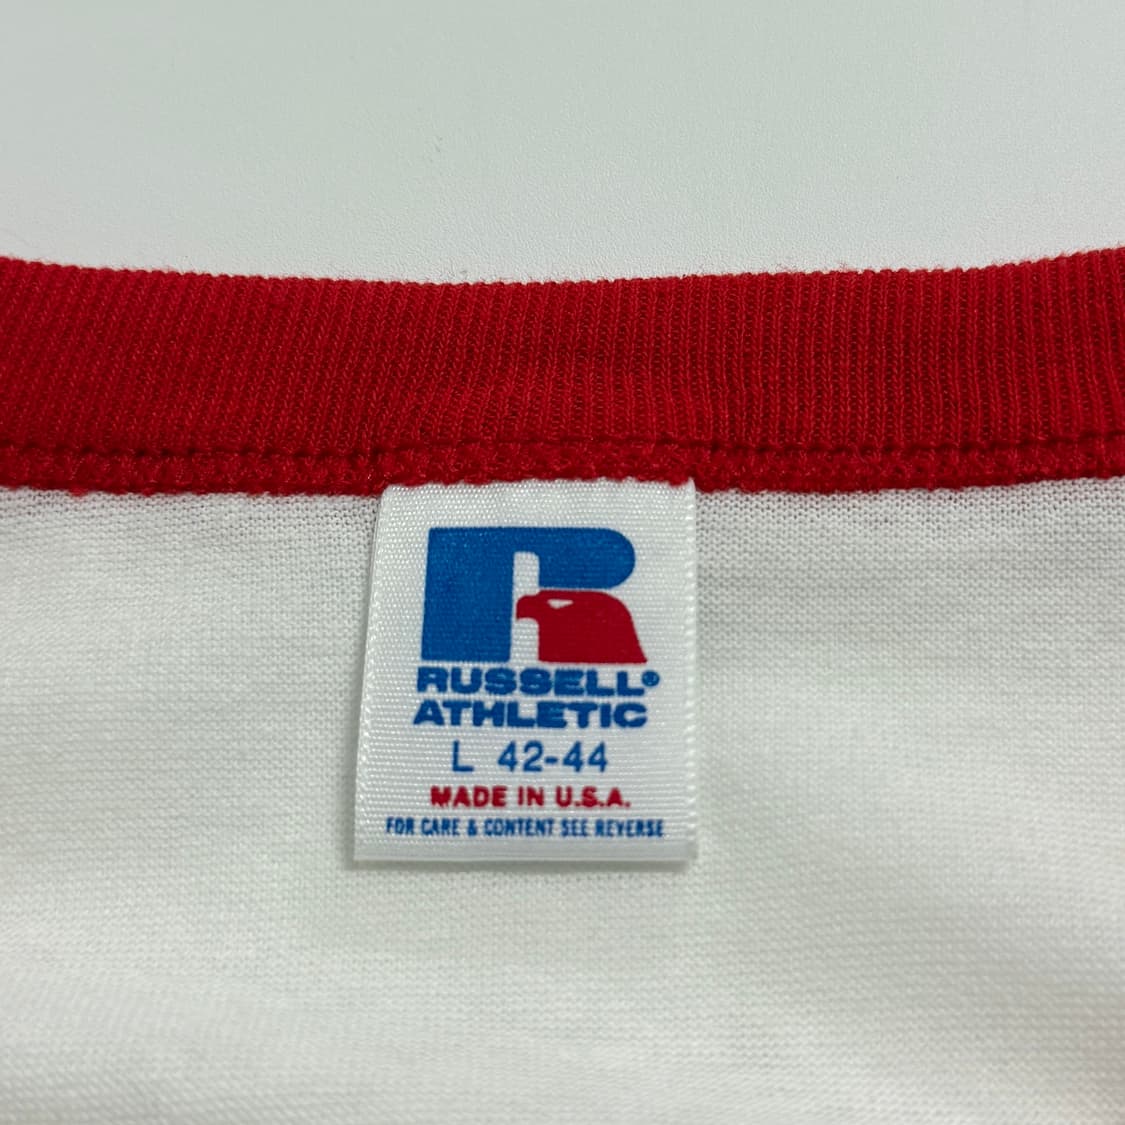 R
RUSSELL®
ATHLETIC
L 42-44
MADE IN U.S.A.
FOR CARE & CONTENT SEE REVERSE